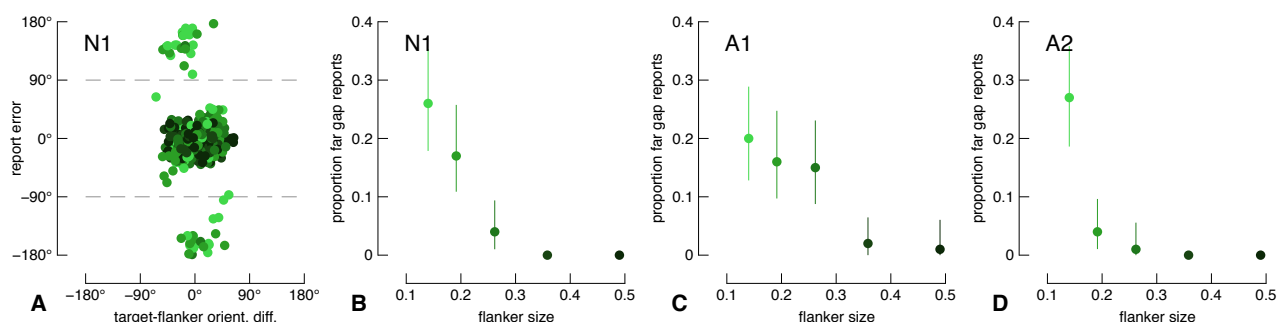 N1
180°
90°
0°
−90°
−180°
report error
A
−180°
−90°
0°
90°
180°
target-flanker orient. diff.
N1
0.4
0.3
0.2
0.1
0
proportion far gap reports
B
0.1
0.2
0.3
0.4
0.5
flanker size
A1
0.4
0.3
0.2
0.1
0
proportion far gap reports
C
0.1
0.2
0.3
0.4
0.5
flanker size
A2
0.4
0.3
0.2
0.1
0
proportion far gap reports
D
0.1
0.2
0.3
0.4
0.5
flanker size